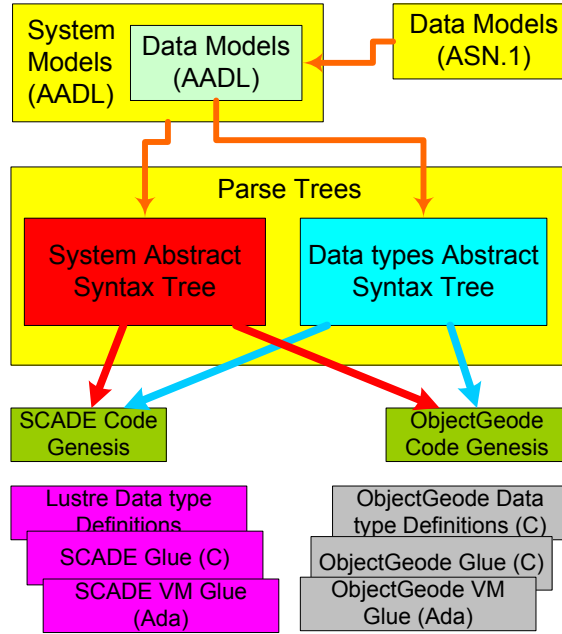 System
Models
(AADL)
Data Models
(AADL)
Data Models
(ASN.1)
Parse Trees
System Abstract
Syntax Tree
Data types Abstract
Syntax Tree
SCADE Code
Genesis
ObjectGeode
Code Genesis
Lustre Data type
Definitions
SCADE Glue (C)
SCADE VM Glue
(Ada)
ObjectGeode Data
type Definitions (C)
ObjectGeode Glue (C)
ObjectGeode VM
Glue (Ada)